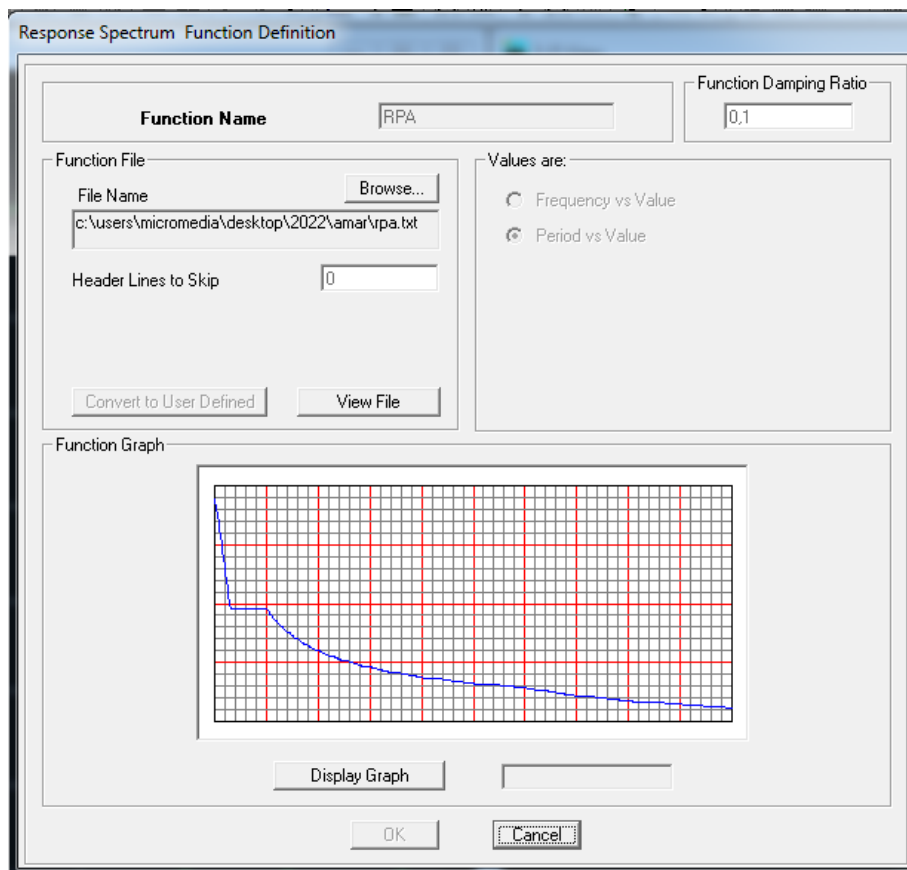 Response Spectrum  Function Definition
Function Damping Ratio
Function Name
RPA
0,1
Function File
Values are:
File Name
Browse...
c:\users\micromedia\desktop\2022\amar\rpa.txt
Frequency vs Value
Period vs Value
Header Lines to Skip
0
Convert to User Defined
View File
Function Graph
Display Graph
OK
Cancel